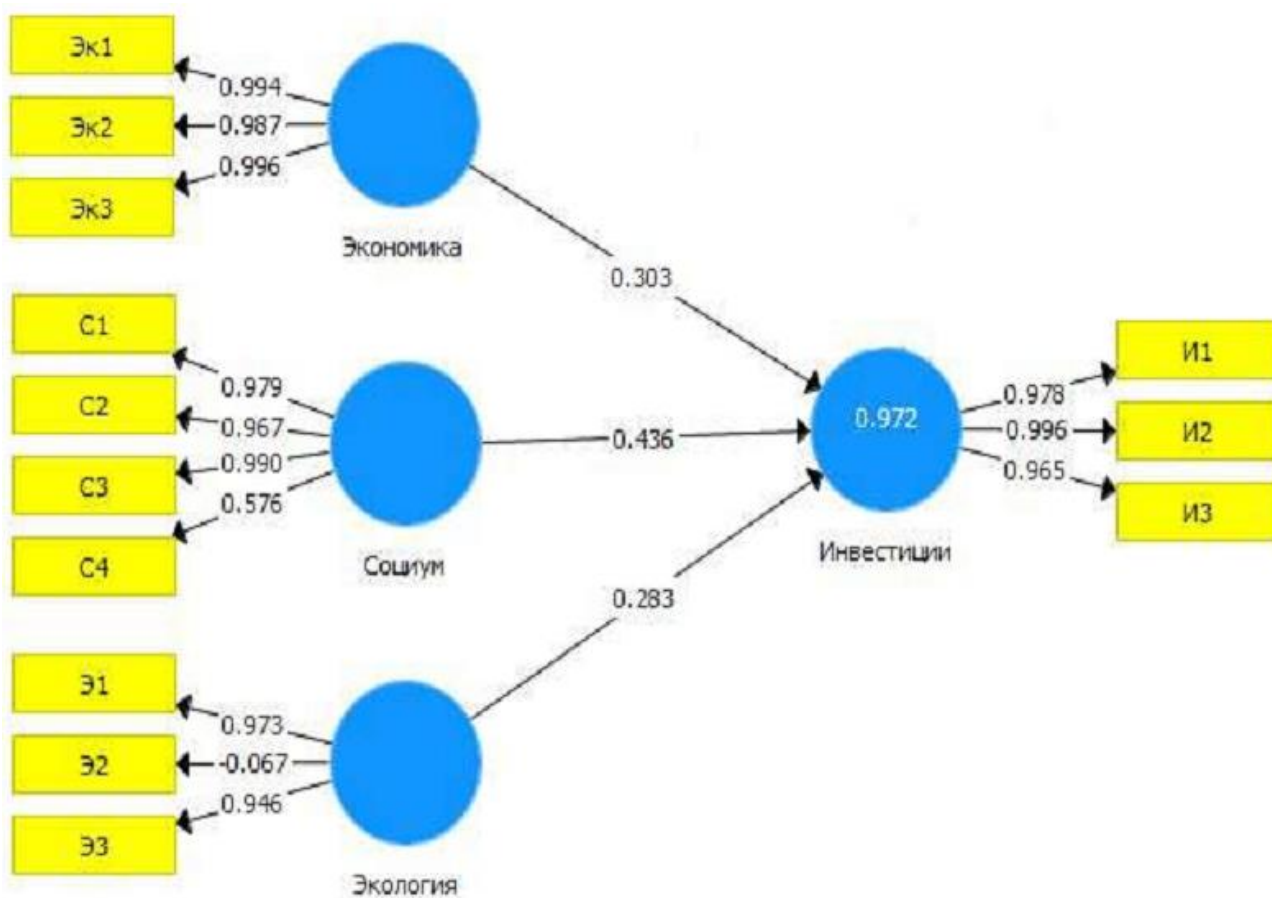 Эк1
0.994
Эк2
0.987
Эк3
0.996
Экономика
0.303
С1
0.979
С2
0.967
С3
0.990
С4
0.576
Социум
0.436
Э1
0.973
Э2
-0.067
Э3
0.946
Экология
0.283
0.972
Инвестиции
И1
0.978
И2
0.996
И3
0.965